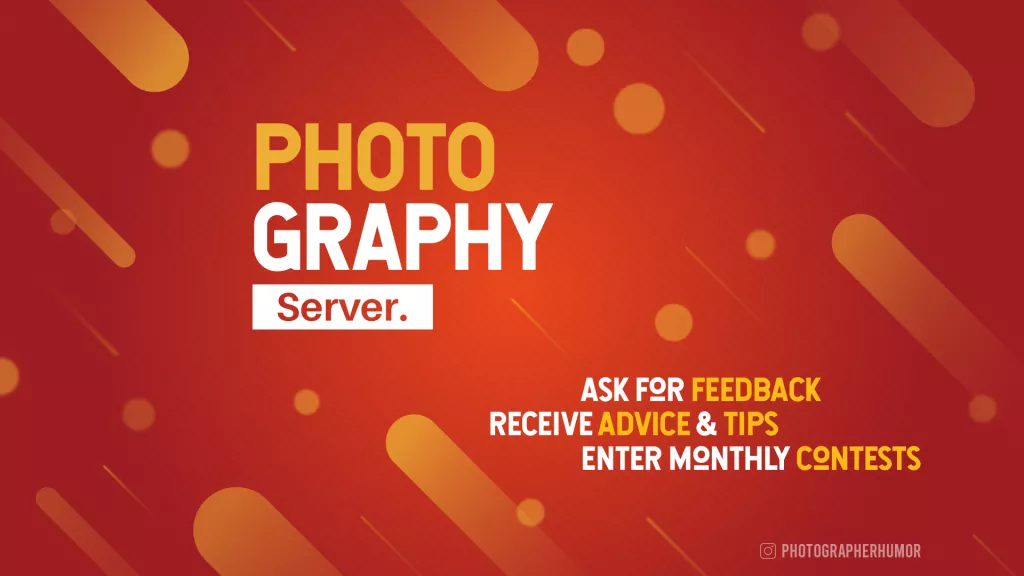 PHOTO
GRAPHY
Server.
ASK FOR FEEDBACK
RECEIVE ADVICE & TIPS
ENTER MONTHLY CONTESTS
PHOTOGRAPHERHUMOR